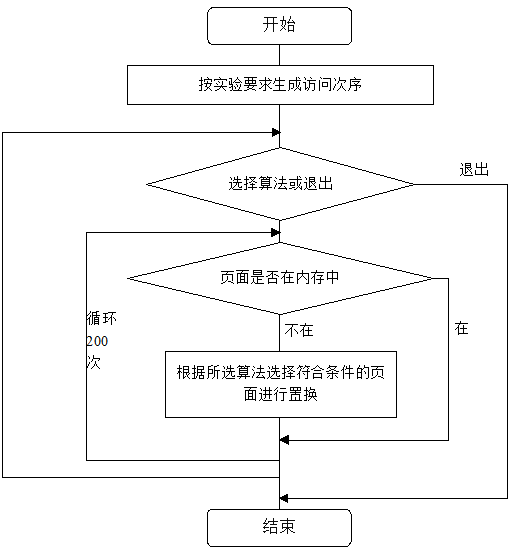 开始
按实验要求生成访问次序
选择算法或退出
退出
页面是否在内存中
循环
200
次
不在
在
根据所选算法选择符合条件的页
面进行置换
结束